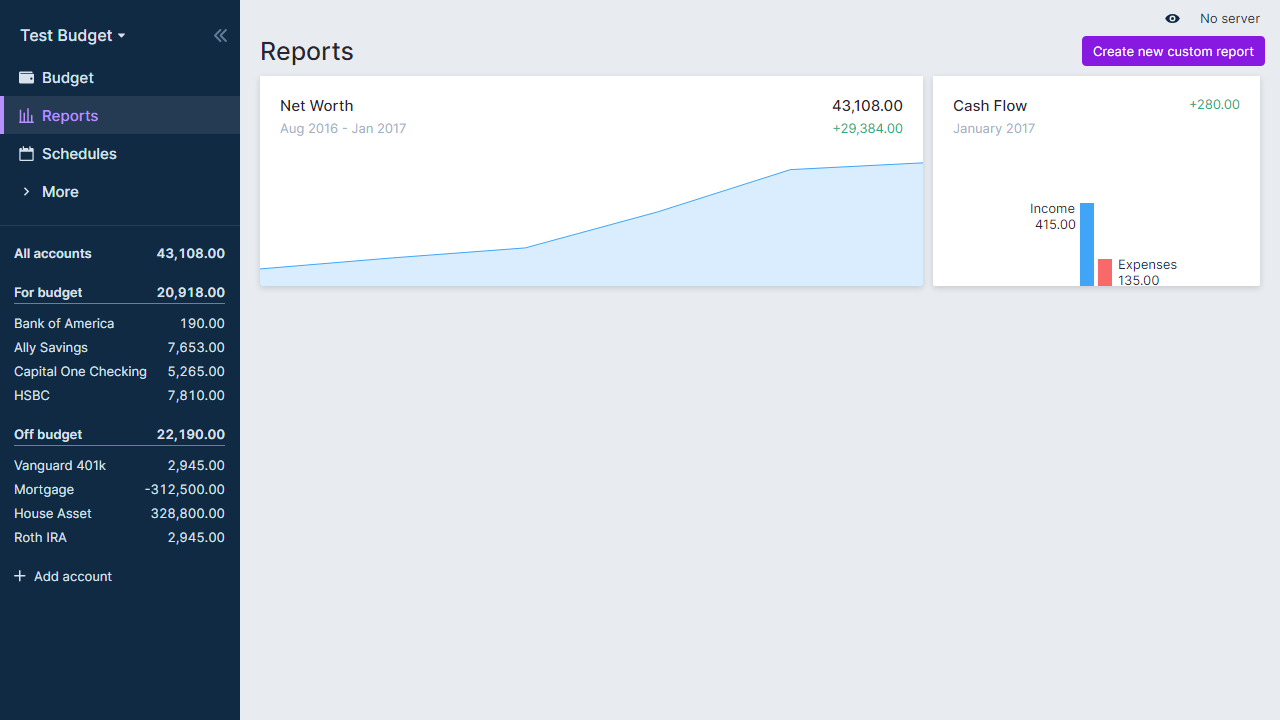 Test Budget
Budget
Reports
Schedules
More
All accounts 43,108.00
For budget 20,918.00
Bank of America 190.00
Ally Savings 7,653.00
Capital One Checking 5,265.00
HSBC 7,810.00
Off budget 22,190.00
Vanguard 401k 2,945.00
Mortgage -312,500.00
House Asset 328,800.00
Roth IRA 2,945.00
Add account
No server
Reports
Create new custom report
Net Worth 43,108.00
Aug 2016 - Jan 2017 +29,384.00
Cash Flow +280.00
January 2017
Income
415.00
Expenses
135.00